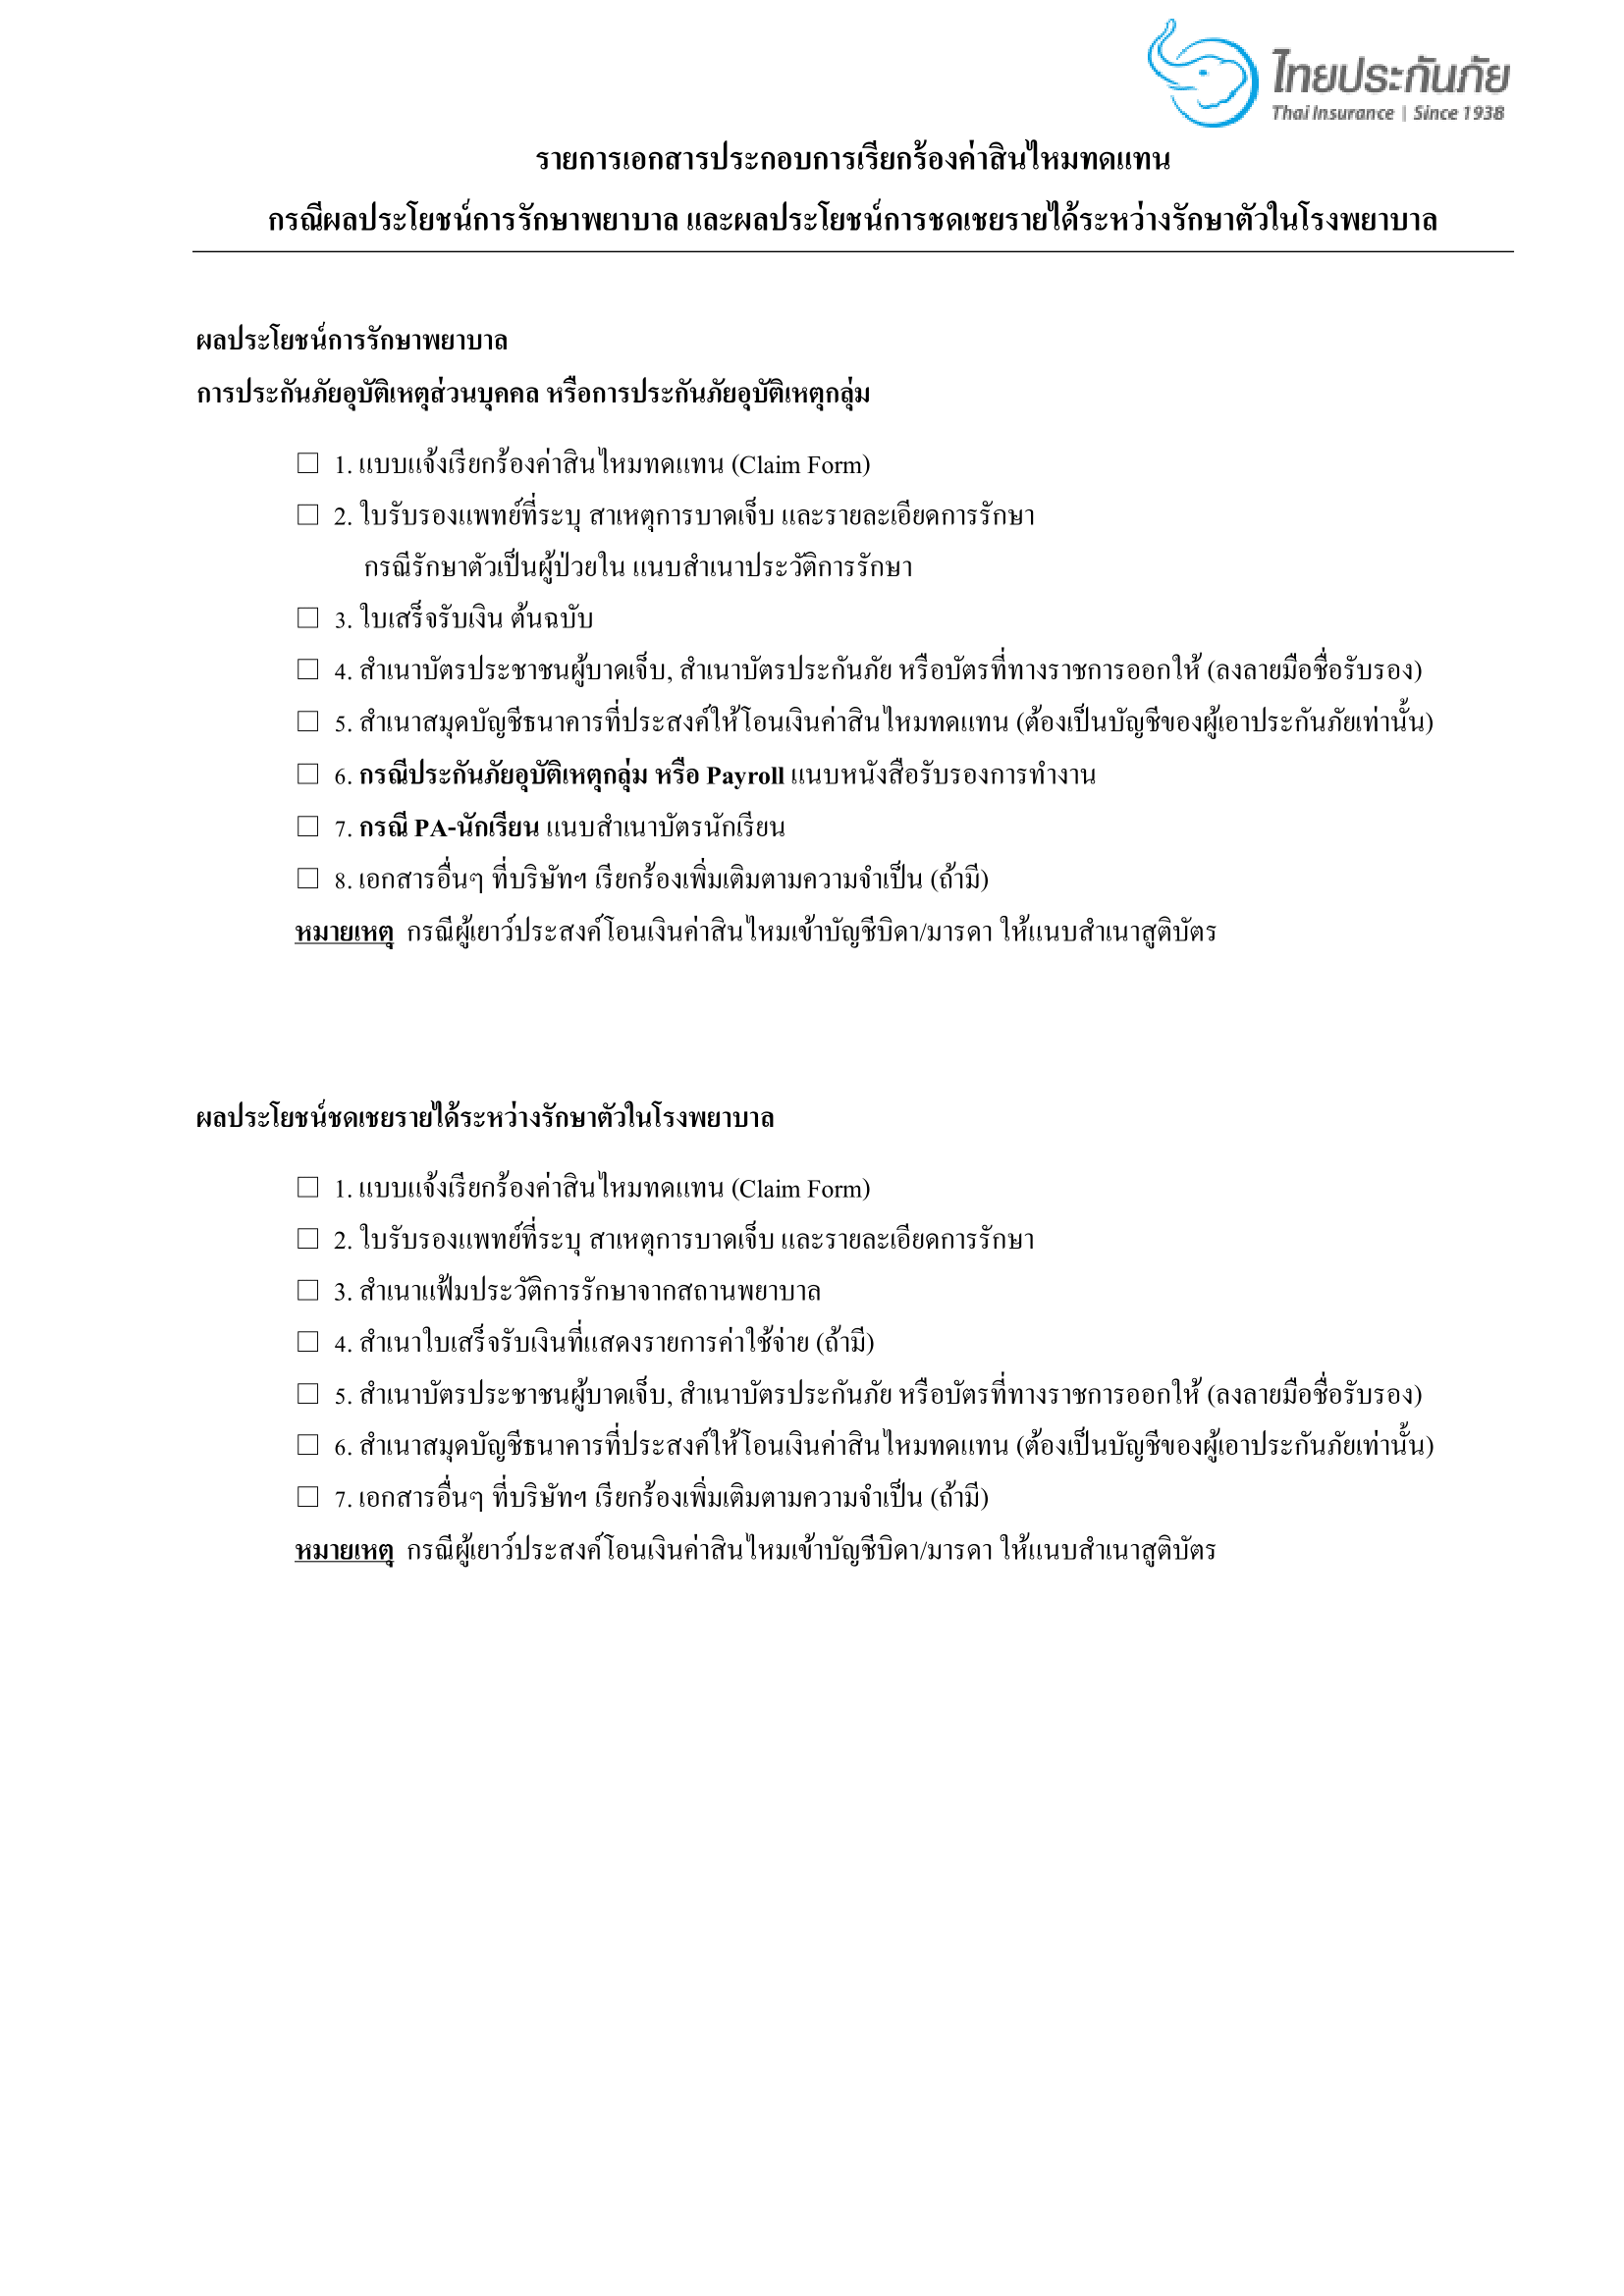 ไทยประกันภัย
Thai Insurance | Since 1938
รายการเอกสารประกอบการเรียกร้องค่าสินไหมทดแทน
กรณีผลประโยชน์การรักษาพยาบาล และผลประโยชน์การชดเชยรายได้ระหว่างรักษาตัวในโรงพยาบาล
ผลประโยชน์การรักษาพยาบาล
การประกันภัยอุบัติเหตุส่วนบุคคล หรือการประกันภัยอุบัติเหตุกลุ่ม
☐ 1. แบบแจ้งเรียกร้องค่าสินไหมทดแทน (Claim Form)
☐ 2. ใบรับรองแพทย์ที่ระบุ สาเหตุการบาดเจ็บ และรายละเอียดการรักษา
กรณีรักษาตัวเป็นผู้ป่วยใน แนบสำเนาประวัติการรักษา
☐ 3. ใบเสร็จรับเงิน ต้นฉบับ
☐ 4. สำเนาบัตรประชาชนผู้บาดเจ็บ, สำเนาบัตรประกันภัย หรือบัตรที่ทางราชการออกให้ (ลงลายมือชื่อรับรอง)
☐ 5. สำเนาสมุดบัญชีธนาคารที่ประสงค์ให้โอนเงินค่าสินไหมทดแทน (ต้องเป็นบัญชีของผู้เอาประกันภัยเท่านั้น)
☐ 6. กรณีประกันภัยอุบัติเหตุกลุ่ม หรือ Payroll แนบหนังสือรับรองการทำงาน
☐ 7. กรณี PA-นักเรียน แนบสำเนาบัตรนักเรียน
☐ 8. เอกสารอื่นๆ ที่บริษัทฯ เรียกร้องเพิ่มเติมตามความจำเป็น (ถ้ามี)
หมายเหตุ กรณีผู้เยาว์ประสงค์โอนเงินค่าสินไหมเข้าบัญชีบิดา/มารดา ให้แนบสำเนาสูติบัตร
ผลประโยชน์ชดเชยรายได้ระหว่างรักษาตัวในโรงพยาบาล
☐ 1. แบบแจ้งเรียกร้องค่าสินไหมทดแทน (Claim Form)
☐ 2. ใบรับรองแพทย์ที่ระบุ สาเหตุการบาดเจ็บ และรายละเอียดการรักษา
☐ 3. สำเนาแฟ้มประวัติการรักษาจากสถานพยาบาล
☐ 4. สำเนาใบเสร็จรับเงินที่แสดงรายการค่าใช้จ่าย (ถ้ามี)
☐ 5. สำเนาบัตรประชาชนผู้บาดเจ็บ, สำเนาบัตรประกันภัย หรือบัตรที่ทางราชการออกให้ (ลงลายมือชื่อรับรอง)
☐ 6. สำเนาสมุดบัญชีธนาคารที่ประสงค์ให้โอนเงินค่าสินไหมทดแทน (ต้องเป็นบัญชีของผู้เอาประกันภัยเท่านั้น)
☐ 7. เอกสารอื่นๆ ที่บริษัทฯ เรียกร้องเพิ่มเติมตามความจำเป็น (ถ้ามี)
หมายเหตุ กรณีผู้เยาว์ประสงค์โอนเงินค่าสินไหมเข้าบัญชีบิดา/มารดา ให้แนบสำเนาสูติบัตร